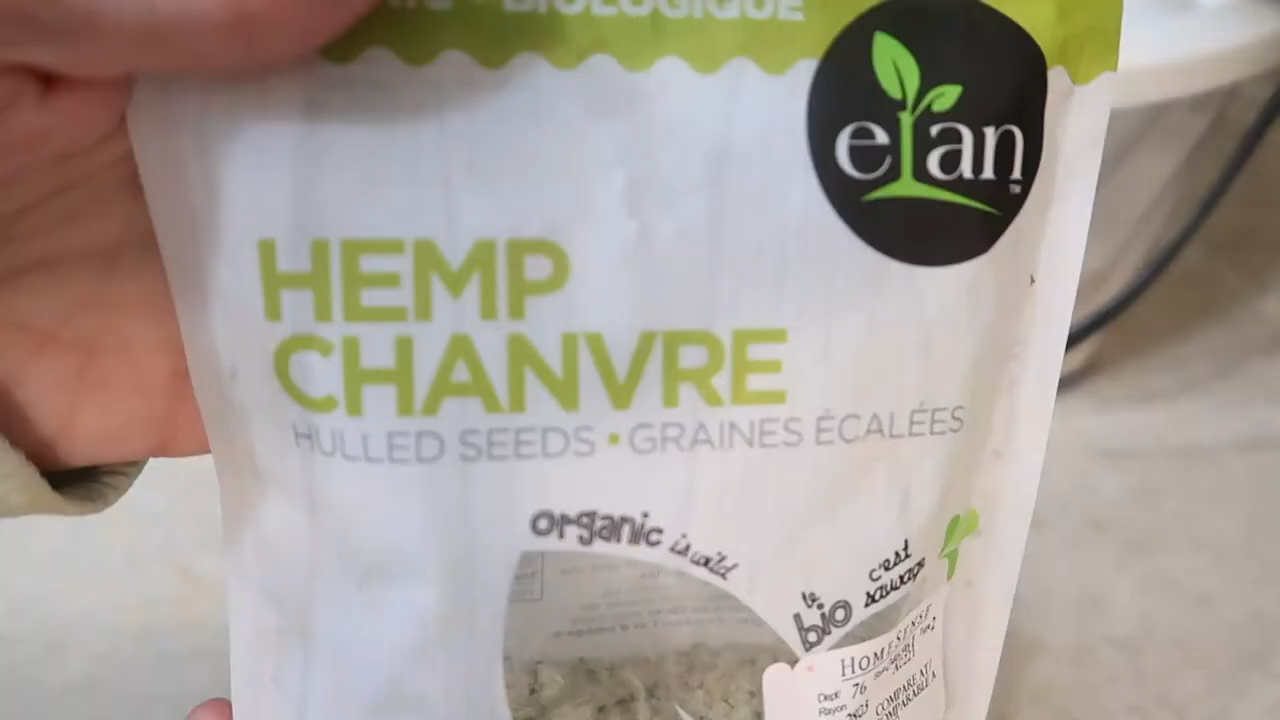 BIOLOGIQUE
elan
TM
HEMP
CHANVRE
HULLED SEEDS • GRAINES ÉCALÉES
organic is wild
le bio c'est sauvage
HOMESENSE
Dept 76
Rayon
COMPARE AT/